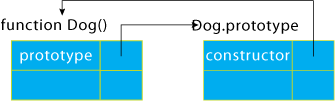 function Dog()
Dog.prototype
prototype
constructor